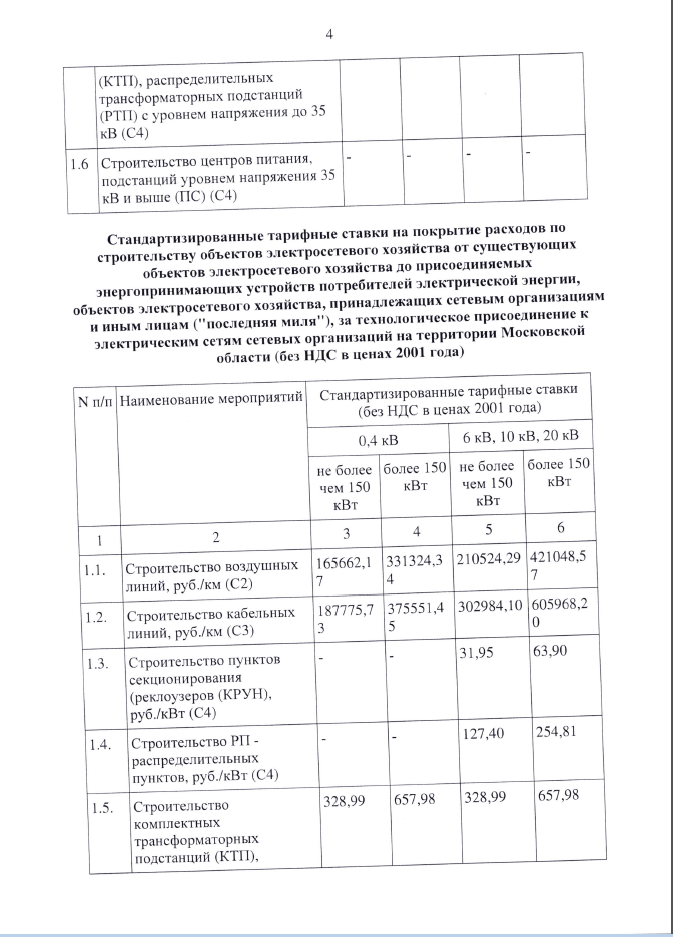 4
(КТП), распределительных
трансформаторных подстанций
(РТП) с уровнем напряжения до 35
кВ (С4)
1.6 Строительство центров питания, - - - -
подстанций уровнем напряжения 35
кВ и выше (ПС) (С4)
Стандартизированные тарифные ставки на покрытие расходов по
строительству объектов электросетевого хозяйства от существующих
объектов электросетевого хозяйства до присоединяемых
энергопринимающих устройств потребителей электрической энергии,
объектов электросетевого хозяйства, принадлежащих сетевым организациям
и иным лицам ("последняя миля"), за технологическое присоединение к
электрическим сетям сетевых организаций на территории Московской
области (без НДС в ценах 2001 года)
N п/п Наименование мероприятий Стандартизированные тарифные ставки
(без НДС в ценах 2001 года)
0,4 кВ 6 кВ, 10 кВ, 20 кВ
не более более 150 не более более 150
чем 150 кВт чем 150 кВт
кВт кВт
1 2 3 4 5 6
1.1. Строительство воздушных 165662,1 331324,3 210524,29 421048,5
линий, руб./км (С2) 7 4 7
1.2. Строительство кабельных 187775,7 375551,4 302984,10 605968,2
линий, руб./км (С3) 3 5 0
1.3. Строительство пунктов - - 31,95 63,90
секционирования
(реклоузеров (КРУН),
руб./кВт (С4)
1.4. Строительство РП - - - 127,40 254,81
распределительных
пунктов, руб./кВт (С4)
1.5. Строительство 328,99 657,98 328,99 657,98
комплектных
трансформаторных
подстанций (КТП),